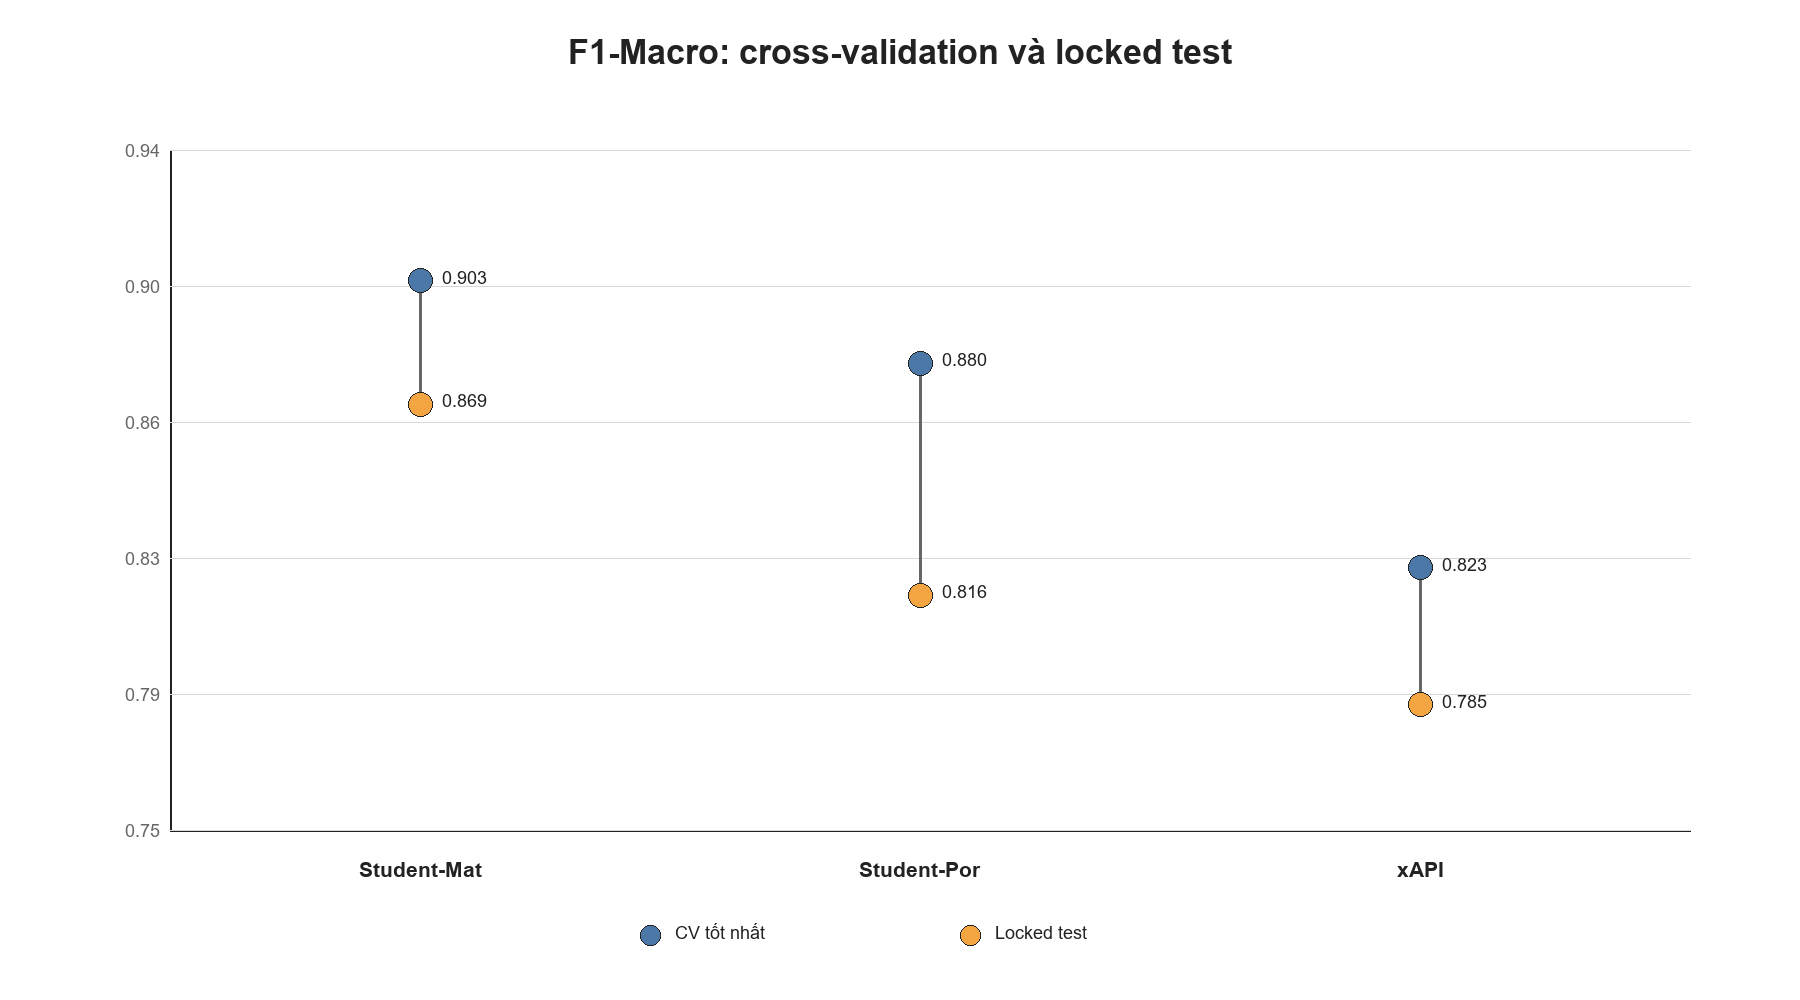 F1-Macro: cross-validation và locked test
0.94
0.90
0.86
0.83
0.79
0.75
0.903
0.869
0.880
0.816
0.823
0.785
Student-Mat
Student-Por
xAPI
CV tốt nhất
Locked test